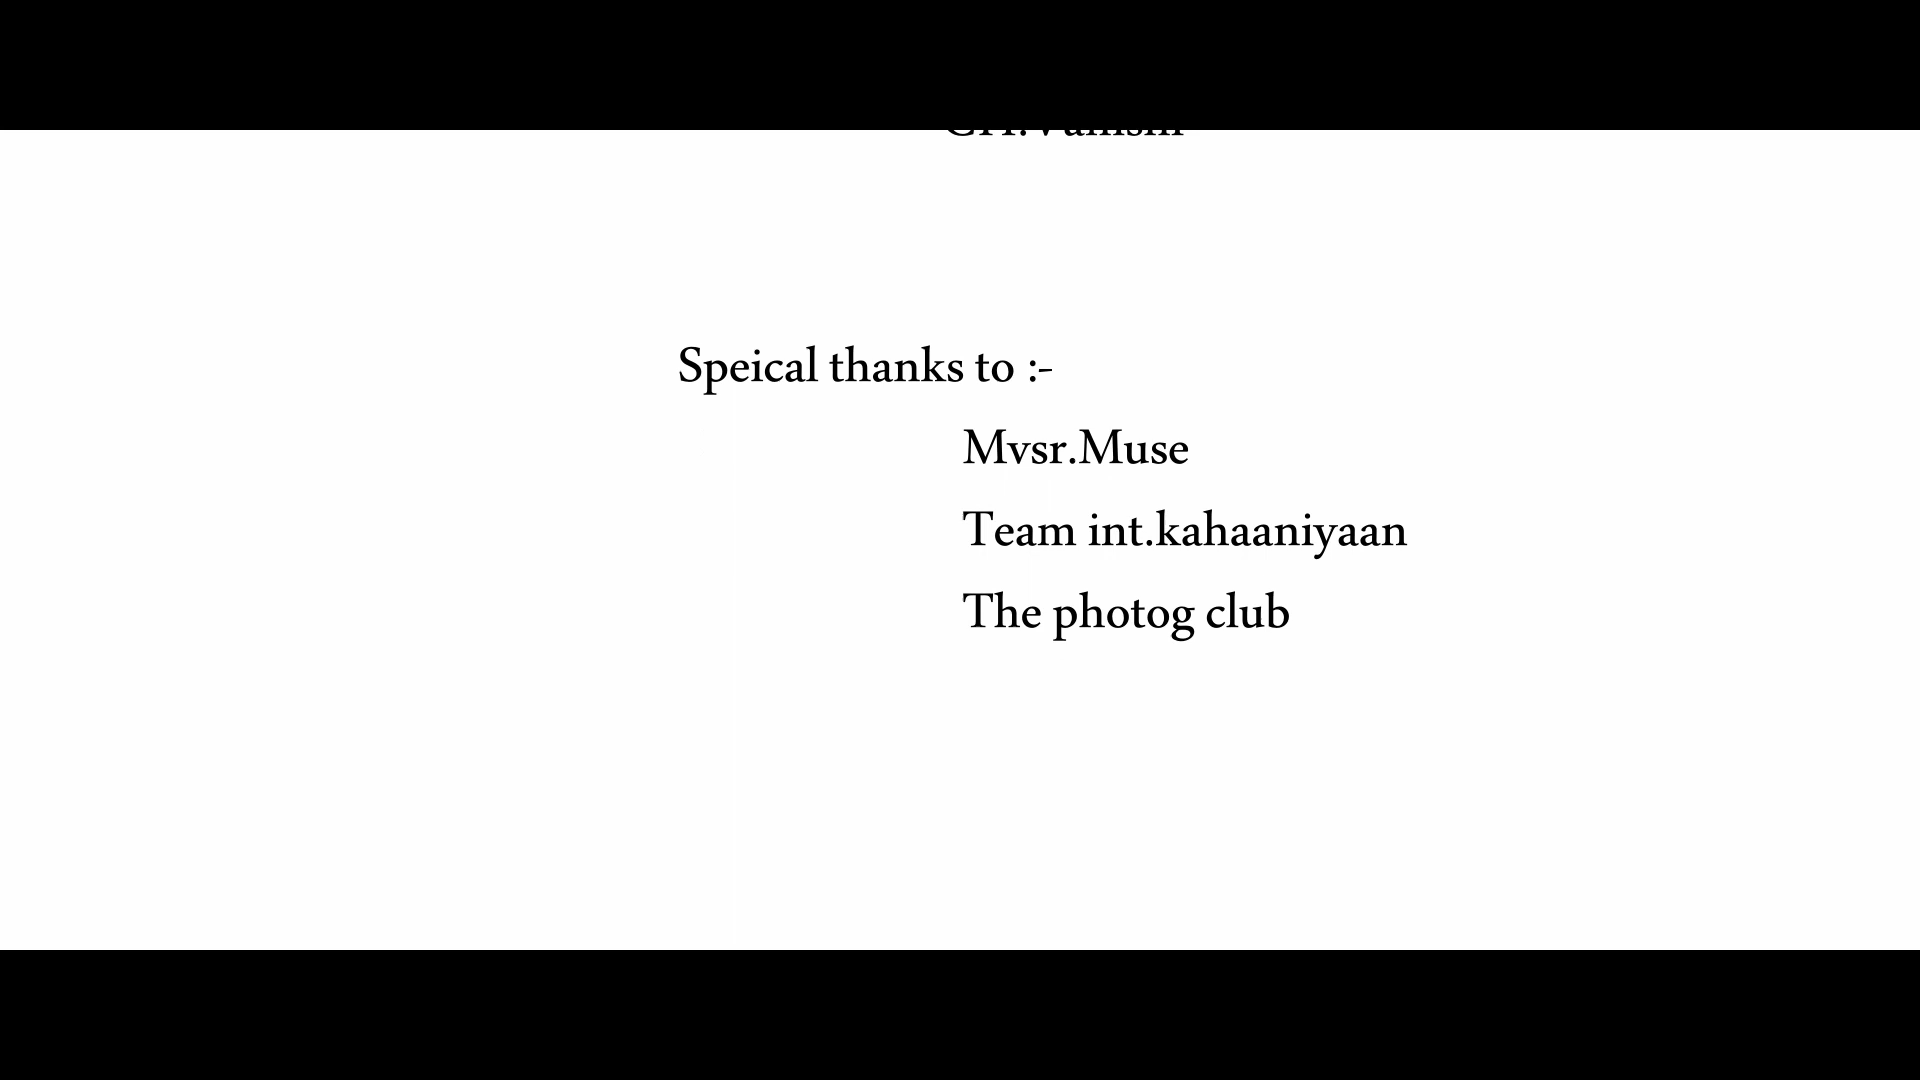 Speical thanks to :-
Mvsr.Muse
Team int.kahaaniyaan
The photog club